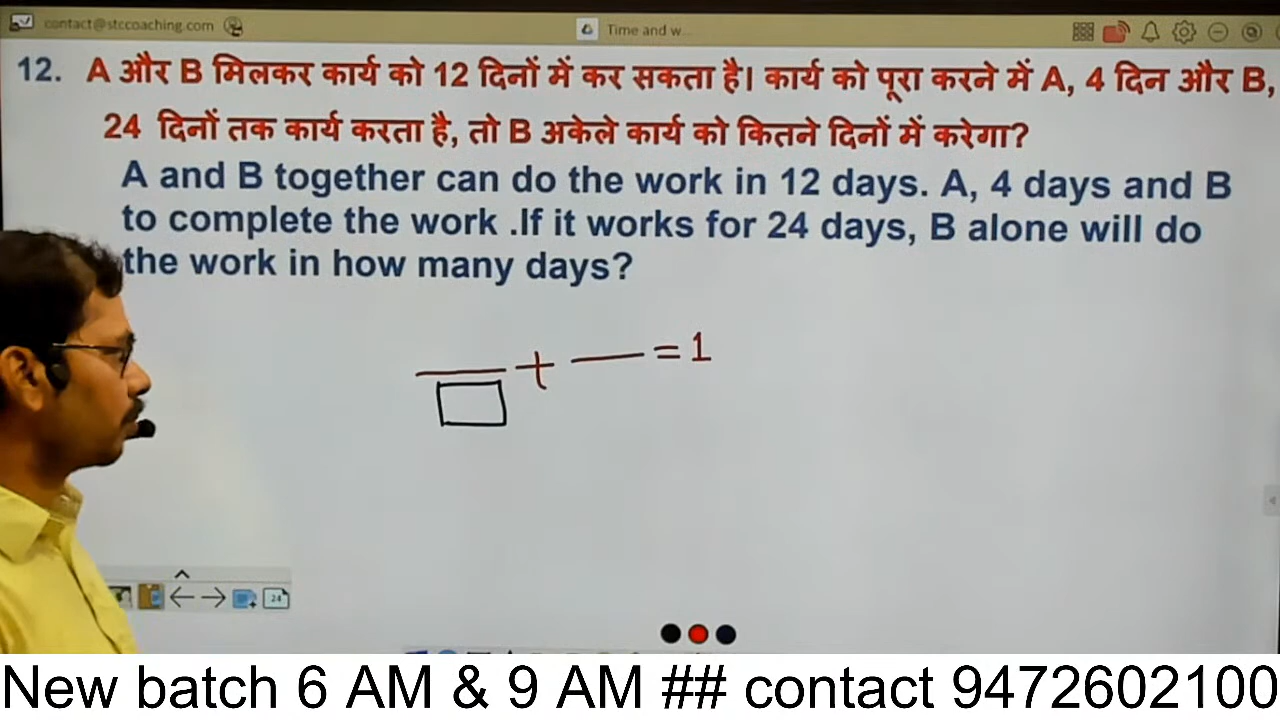 contact@stccoaching.com
Time and w...
12. A और B मिलकर कार्य को 12 दिनों में कर सकता है। कार्य को पूरा करने में A, 4 दिन और B,
24 दिनों तक कार्य करता है, तो B अकेले कार्य को कितने दिनों में करेगा?
A and B together can do the work in 12 days. A, 4 days and B
to complete the work .If it works for 24 days, B alone will do
the work in how many days?
+ = 1
24
New batch 6 AM & 9 AM ## contact 9472602100